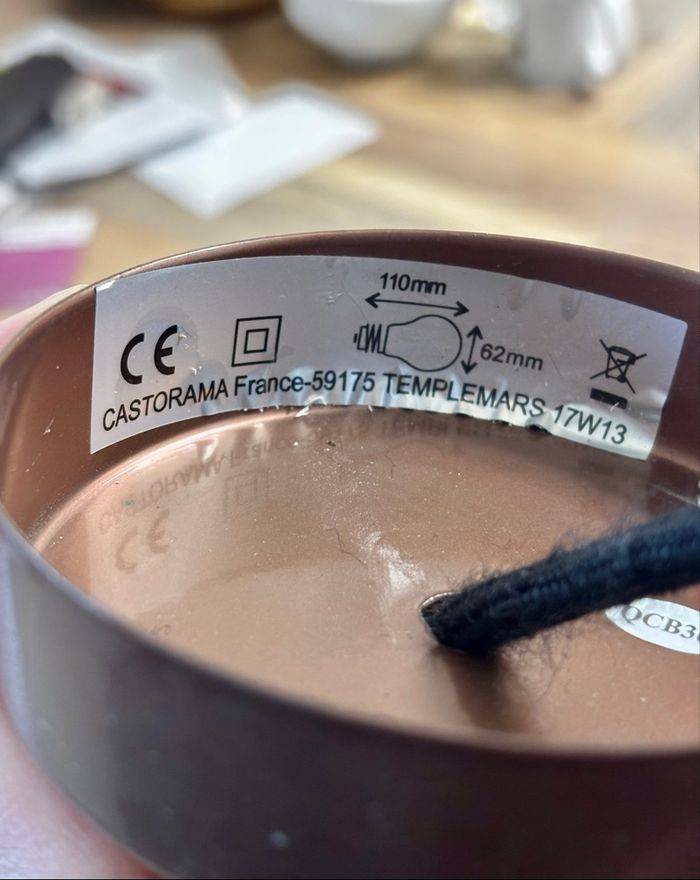 110mm
CE
62mm
CASTORAMA France-59175 TEMPLEMARS 17W13